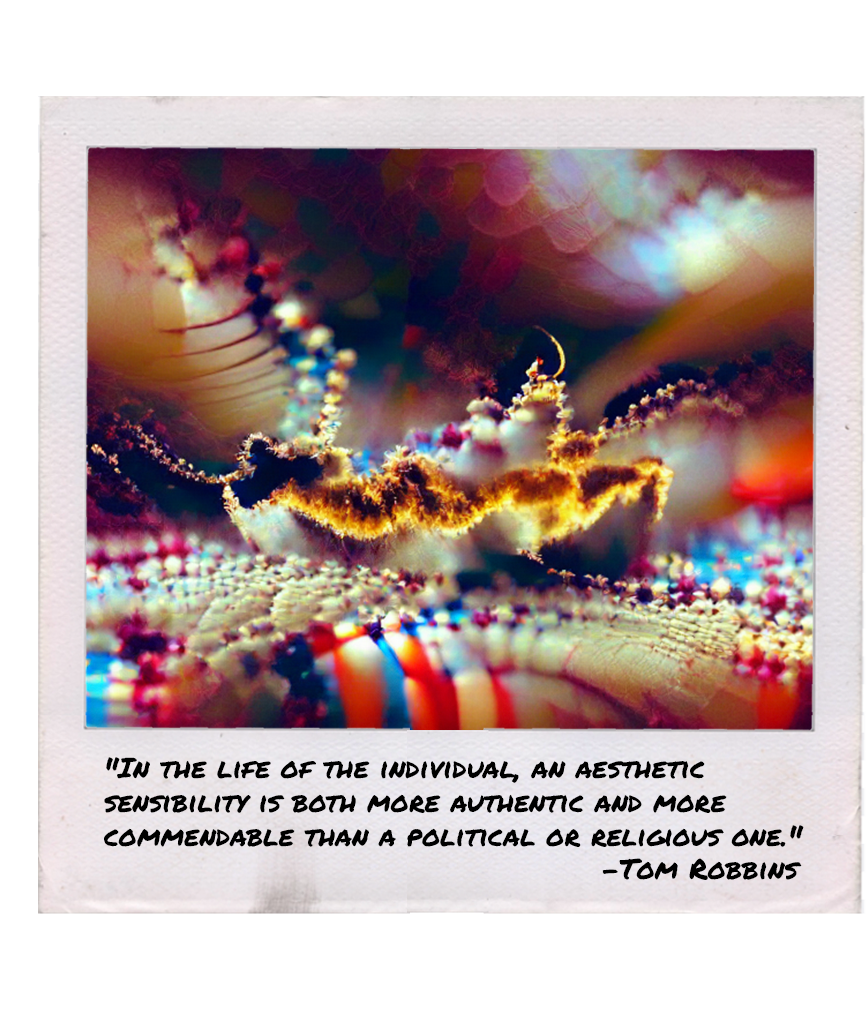 "In the life of the individual, an aesthetic
sensibility is both more authentic and more
commendable than a political or religious one."
-Tom Robbins